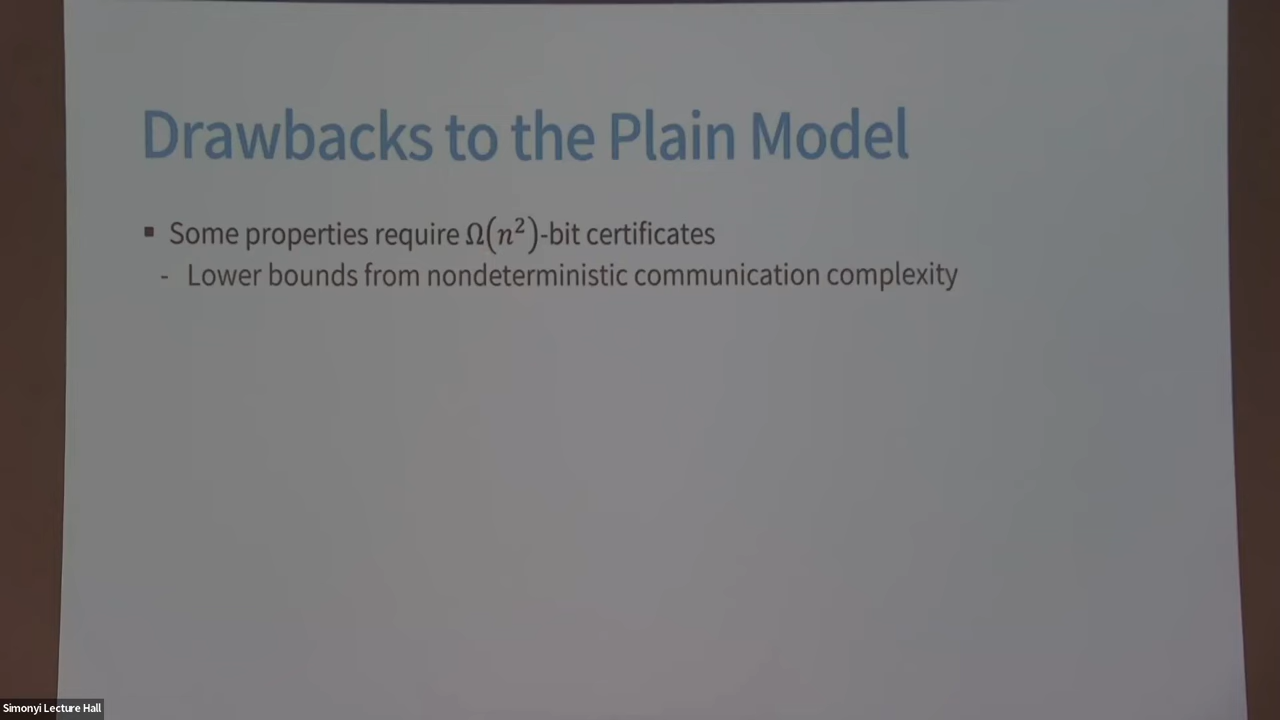 Drawbacks to the Plain Model
▪ Some properties require Ω(n²)-bit certificates
- Lower bounds from nondeterministic communication complexity
Simonyi Lecture Hall